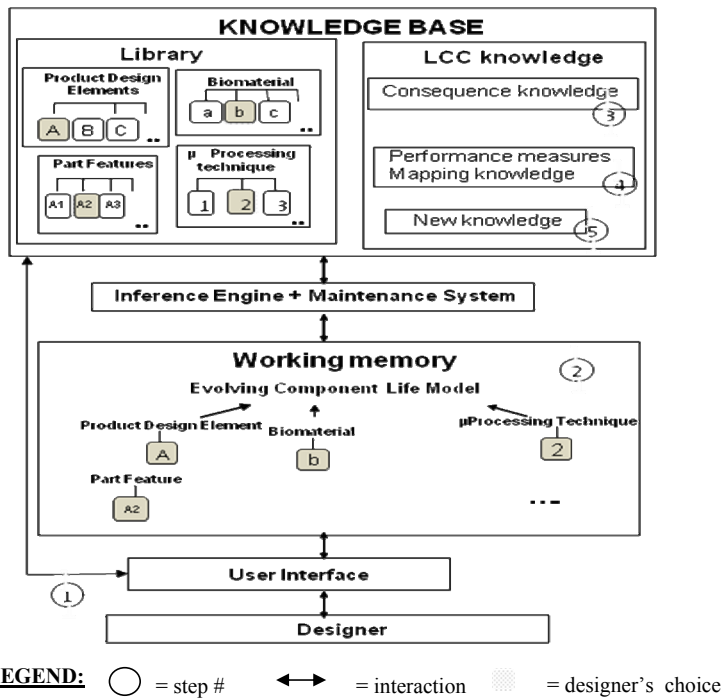 KNOWLEDGE BASE
Library
Product Design
Elements
A B C ..
Biomaterial
a b c
..
Part Features
A1 A2 A3
..
µ Processing
technique
1 2 3
..
LCC knowledge
Consequence knowledge
3
Performance measures
Mapping knowledge
4
New knowledge
5
Inference Engine + Maintenance System
Working memory
2
Evolving Component Life Model
Product Design Element
A
Biomaterial
b
µProcessing Technique
2
Part Feature
A2
...
User Interface
1
Designer
EGEND:
= step #
= interaction
= designer's choice